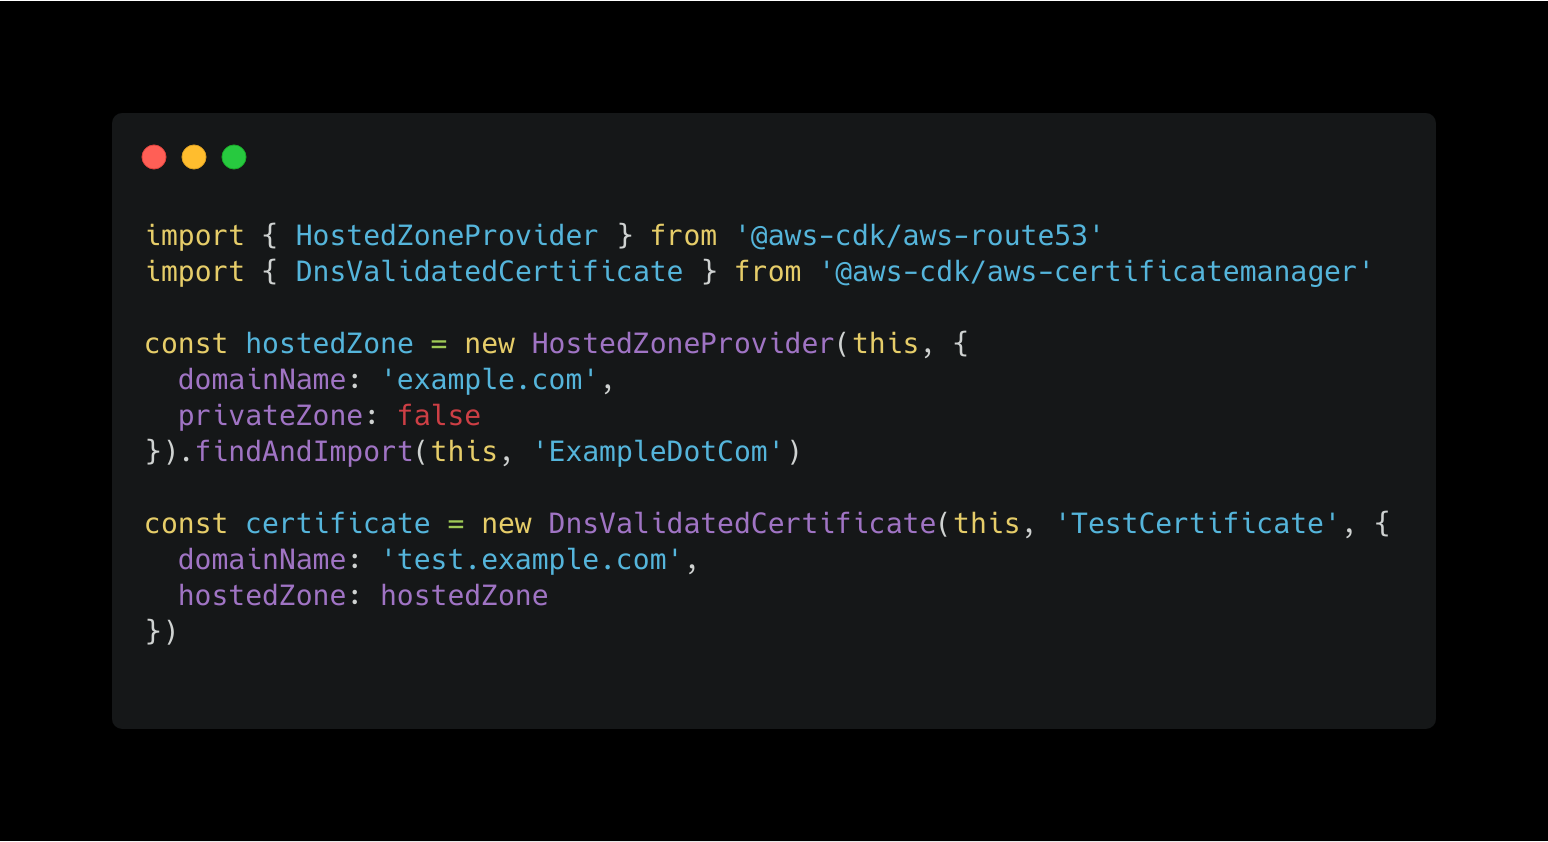 import { HostedZoneProvider } from '@aws-cdk/aws-route53'
import { DnsValidatedCertificate } from '@aws-cdk/aws-certificatemanager'

const hostedZone = new HostedZoneProvider(this, {
  domainName: 'example.com',
  privateZone: false
}).findAndImport(this, 'ExampleDotCom')

const certificate = new DnsValidatedCertificate(this, 'TestCertificate', {
  domainName: 'test.example.com',
  hostedZone: hostedZone
})